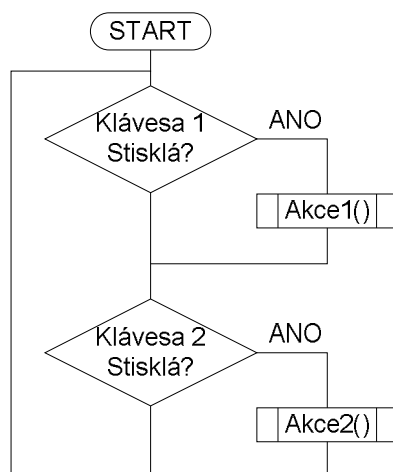 START
Klávesa 1
Stisklá?
ANO
Akce1()
Klávesa 2
Stisklá?
ANO
Akce2()